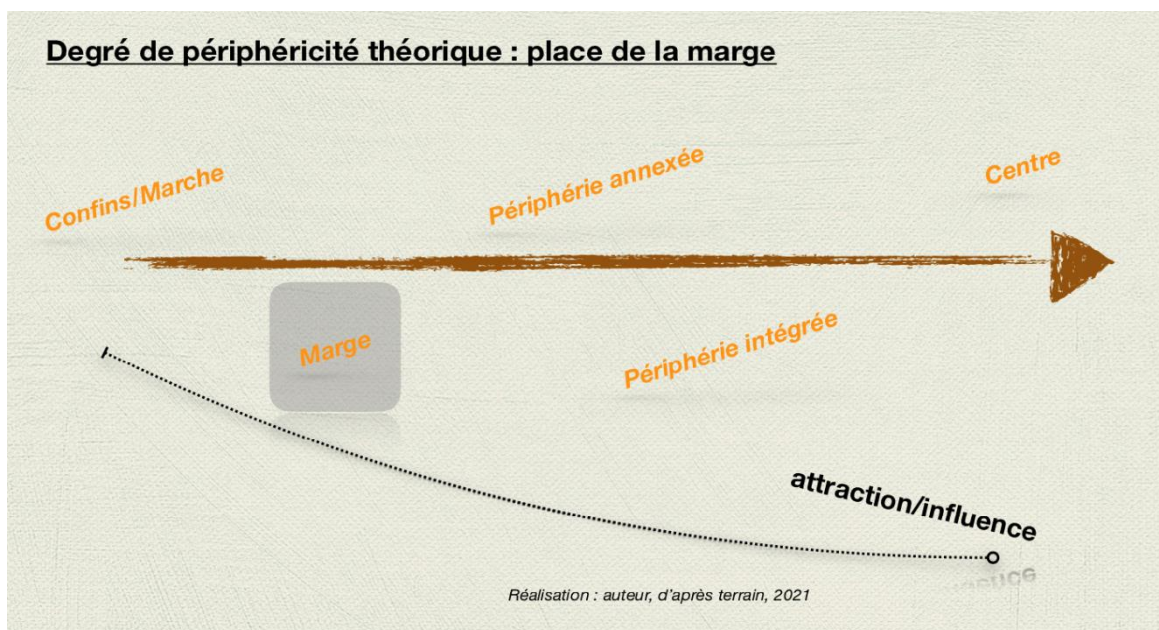 Degré de périphéricité théorique : place de la marge
Confins/Marche
Périphérie annexée
Centre
Marge
Périphérie intégrée
attraction/influence
Réalisation : auteur, d'après terrain, 2021